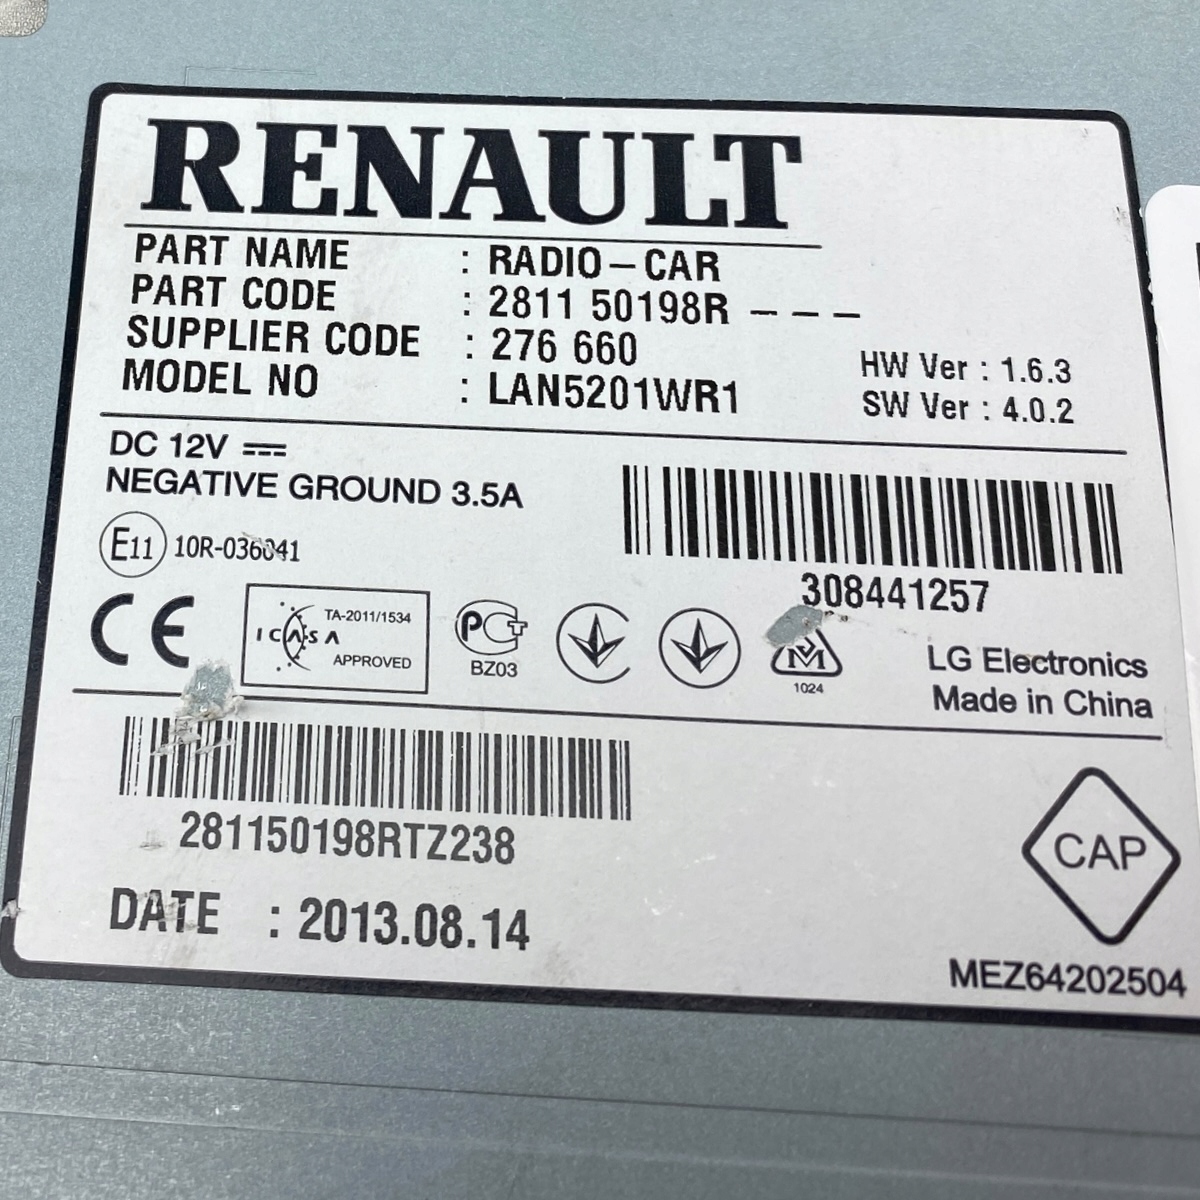 RENAULT
PART NAME : RADIO-CAR
PART CODE : 2811 50198R ---
SUPPLIER CODE : 276 660
MODEL NO : LAN5201WR1
HW Ver : 1.6.3
SW Ver : 4.0.2
DC 12V
NEGATIVE GROUND 3.5A
E11 10R-036041
308441257
CE
TA-2011/1534
ICASA
APPROVED
PCT
BZ03
M
1024
LG Electronics
Made in China
281150198RTZ238
CAP
DATE : 2013.08.14
MEZ64202504